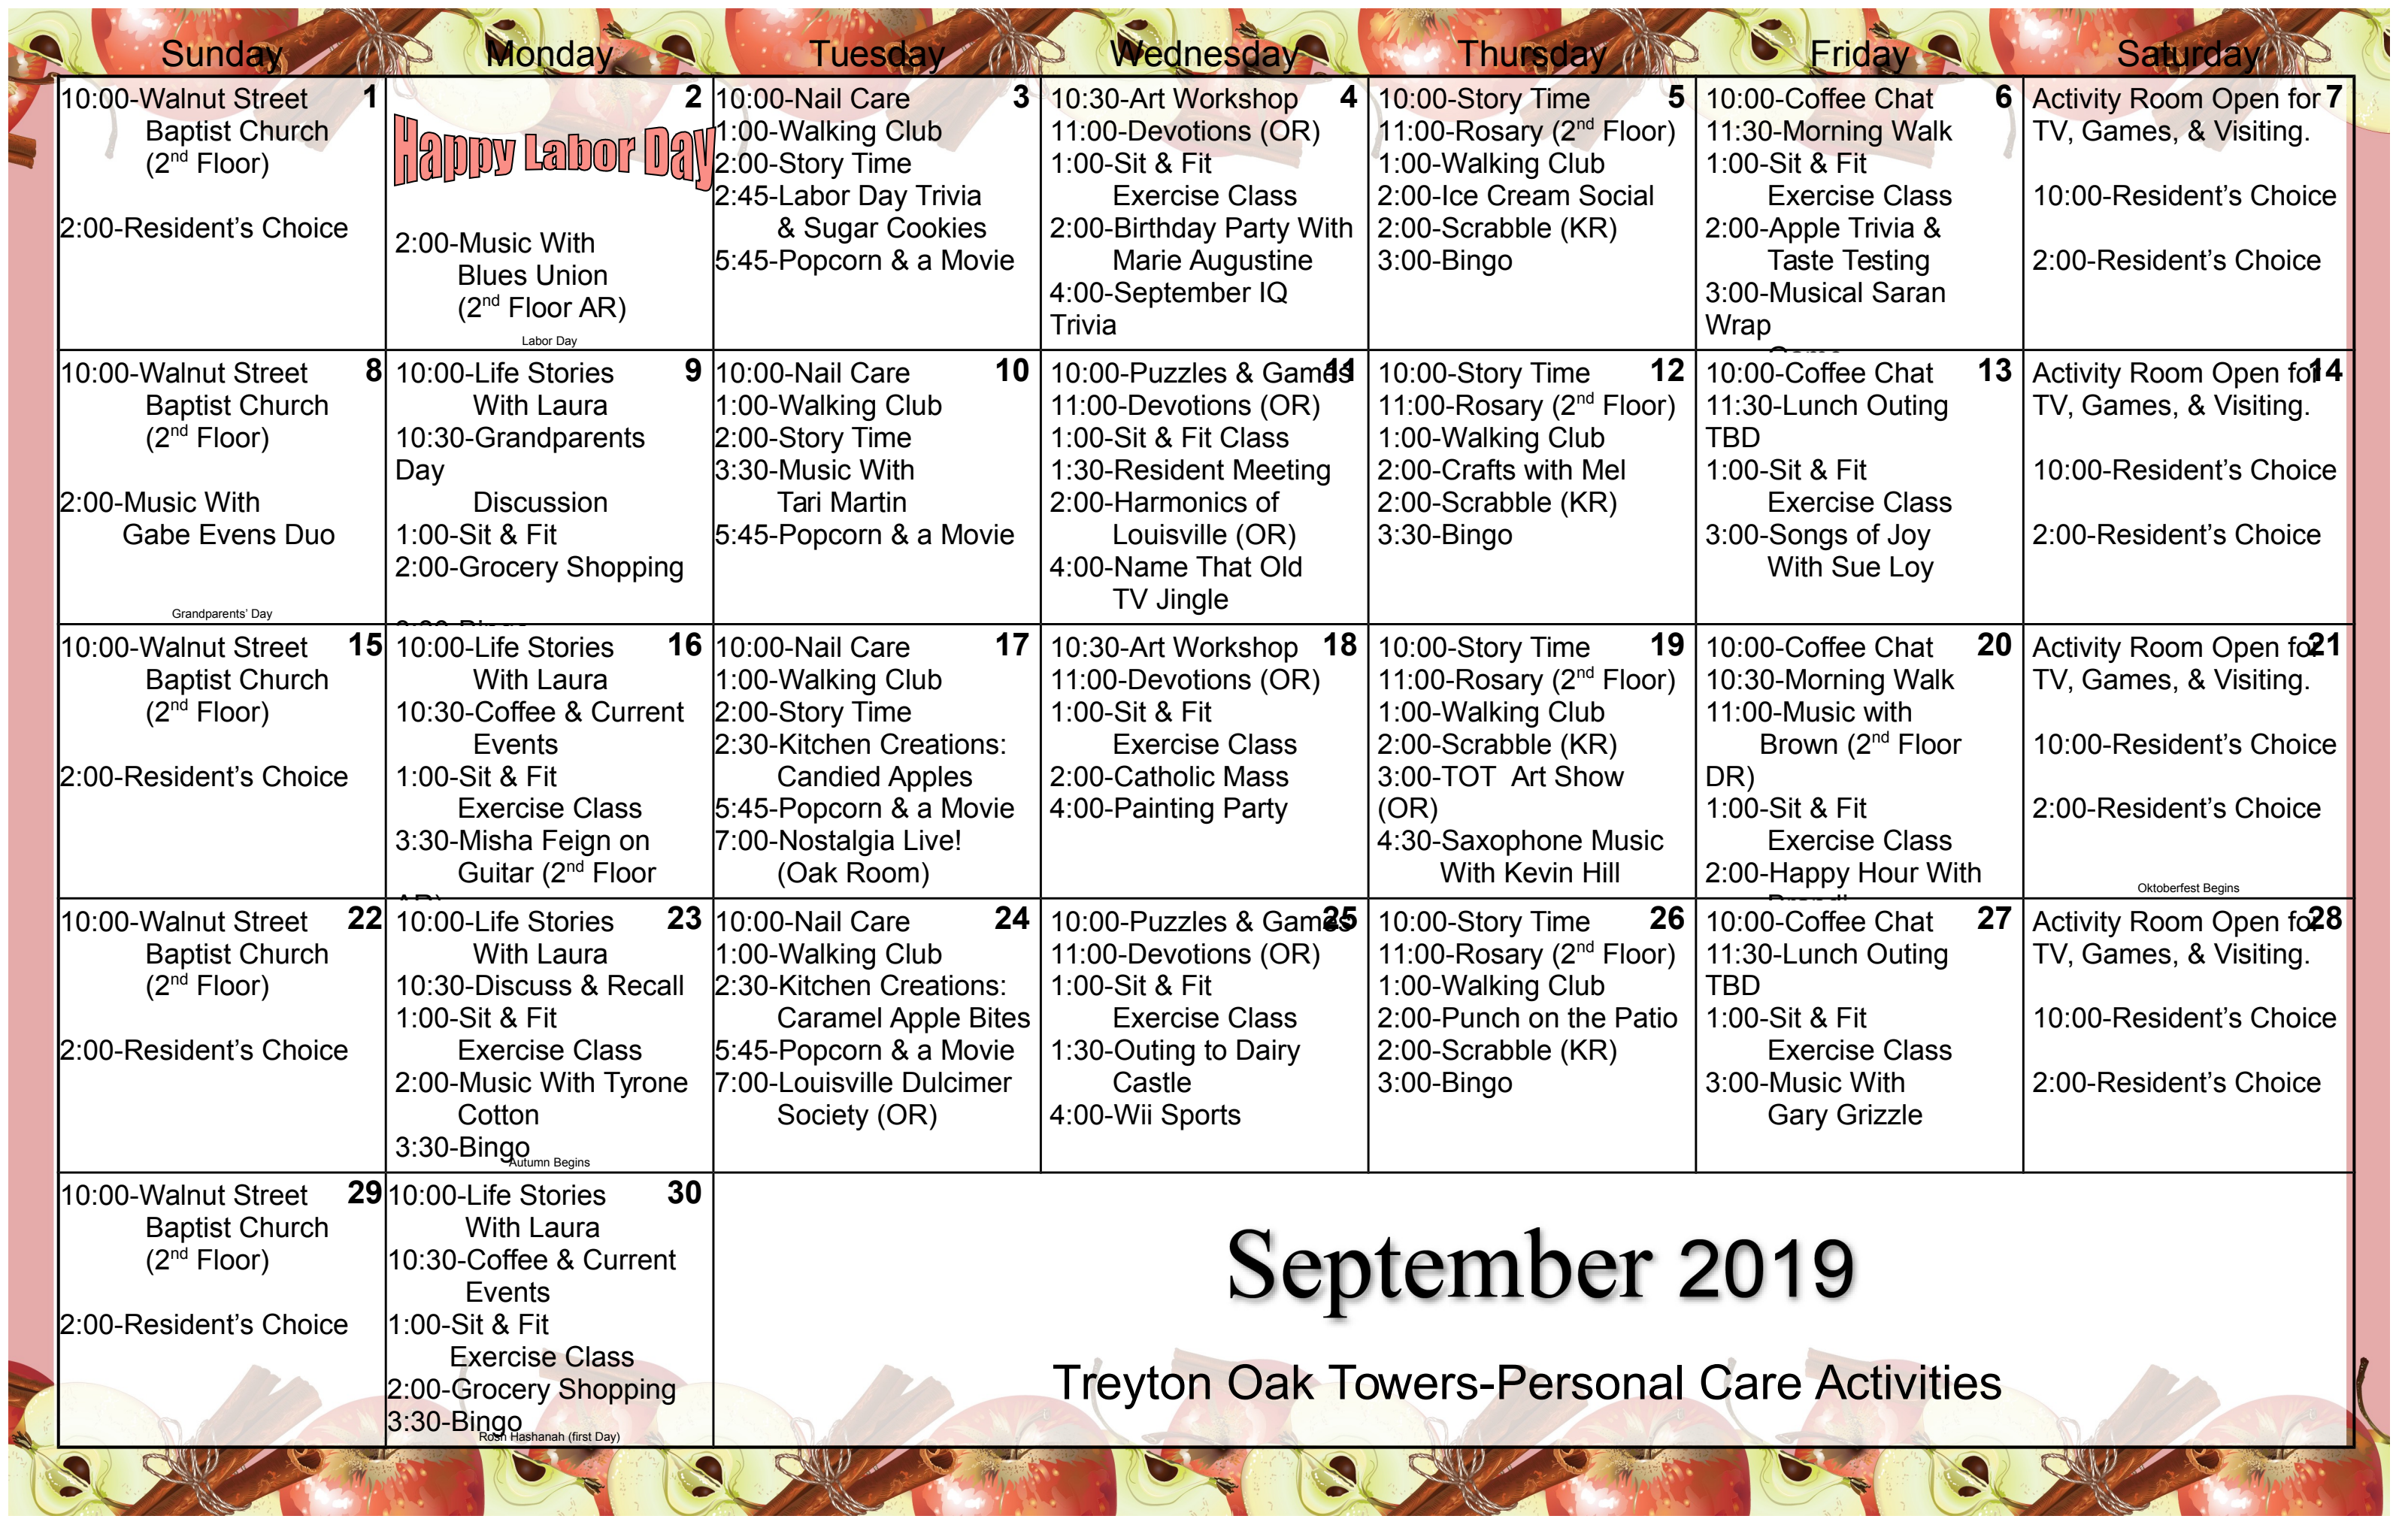 Sunday Monday Tuesday Wednesday Thursday Friday Saturday
10:00-Walnut Street 1
Baptist Church
(2nd Floor)
2:00-Resident’s Choice
2
Happy Labor Day
2:00-Music With
Blues Union
(2nd Floor AR)
Labor Day
10:00-Nail Care 3
1:00-Walking Club
2:00-Story Time
2:45-Labor Day Trivia
& Sugar Cookies
5:45-Popcorn & a Movie
10:30-Art Workshop 4
11:00-Devotions (OR)
1:00-Sit & Fit
Exercise Class
2:00-Birthday Party With
Marie Augustine
4:00-September IQ
Trivia
10:00-Story Time 5
11:00-Rosary (2nd Floor)
1:00-Walking Club
2:00-Ice Cream Social
2:00-Scrabble (KR)
3:00-Bingo
10:00-Coffee Chat 6
11:30-Morning Walk
1:00-Sit & Fit
Exercise Class
2:00-Apple Trivia &
Taste Testing
3:00-Musical Saran
Wrap
Activity Room Open for 7
TV, Games, & Visiting.
10:00-Resident’s Choice
2:00-Resident’s Choice
10:00-Walnut Street 8
Baptist Church
(2nd Floor)
2:00-Music With
Gabe Evens Duo
Grandparents’ Day
10:00-Life Stories 9
With Laura
10:30-Grandparents
Day
Discussion
1:00-Sit & Fit
2:00-Grocery Shopping
10:00-Nail Care 10
1:00-Walking Club
2:00-Story Time
3:30-Music With
Tari Martin
5:45-Popcorn & a Movie
10:00-Puzzles & Games 11
11:00-Devotions (OR)
1:00-Sit & Fit Class
1:30-Resident Meeting
2:00-Harmonics of
Louisville (OR)
4:00-Name That Old
TV Jingle
10:00-Story Time 12
11:00-Rosary (2nd Floor)
1:00-Walking Club
2:00-Crafts with Mel
2:00-Scrabble (KR)
3:30-Bingo
10:00-Coffee Chat 13
11:30-Lunch Outing
TBD
1:00-Sit & Fit
Exercise Class
3:00-Songs of Joy
With Sue Loy
Activity Room Open for 14
TV, Games, & Visiting.
10:00-Resident’s Choice
2:00-Resident’s Choice
10:00-Walnut Street 15
Baptist Church
(2nd Floor)
2:00-Resident’s Choice
10:00-Life Stories 16
With Laura
10:30-Coffee & Current
Events
1:00-Sit & Fit
Exercise Class
3:30-Misha Feign on
Guitar (2nd Floor
10:00-Nail Care 17
1:00-Walking Club
2:00-Story Time
2:30-Kitchen Creations:
Candied Apples
5:45-Popcorn & a Movie
7:00-Nostalgia Live!
(Oak Room)
10:30-Art Workshop 18
11:00-Devotions (OR)
1:00-Sit & Fit
Exercise Class
2:00-Catholic Mass
4:00-Painting Party
10:00-Story Time 19
11:00-Rosary (2nd Floor)
1:00-Walking Club
2:00-Scrabble (KR)
3:00-TOT Art Show
(OR)
4:30-Saxophone Music
With Kevin Hill
10:00-Coffee Chat 20
10:30-Morning Walk
11:00-Music with
Brown (2nd Floor
DR)
1:00-Sit & Fit
Exercise Class
2:00-Happy Hour With
Activity Room Open for 21
TV, Games, & Visiting.
10:00-Resident’s Choice
2:00-Resident’s Choice
Oktoberfest Begins
10:00-Walnut Street 22
Baptist Church
(2nd Floor)
2:00-Resident’s Choice
10:00-Life Stories 23
With Laura
10:30-Discuss & Recall
1:00-Sit & Fit
Exercise Class
2:00-Music With Tyrone
Cotton
3:30-Bingo
Autumn Begins
10:00-Nail Care 24
1:00-Walking Club
2:30-Kitchen Creations:
Caramel Apple Bites
5:45-Popcorn & a Movie
7:00-Louisville Dulcimer
Society (OR)
10:00-Puzzles & Games 25
11:00-Devotions (OR)
1:00-Sit & Fit
Exercise Class
1:30-Outing to Dairy
Castle
4:00-Wii Sports
10:00-Story Time 26
11:00-Rosary (2nd Floor)
1:00-Walking Club
2:00-Punch on the Patio
2:00-Scrabble (KR)
3:00-Bingo
10:00-Coffee Chat 27
11:30-Lunch Outing
TBD
1:00-Sit & Fit
Exercise Class
3:00-Music With
Gary Grizzle
Activity Room Open for 28
TV, Games, & Visiting.
10:00-Resident’s Choice
2:00-Resident’s Choice
10:00-Walnut Street 29
Baptist Church
(2nd Floor)
2:00-Resident’s Choice
10:00-Life Stories 30
With Laura
10:30-Coffee & Current
Events
1:00-Sit & Fit
Exercise Class
2:00-Grocery Shopping
3:30-Bingo
Rosh Hashanah (first Day)
September 2019
Treyton Oak Towers-Personal Care Activities